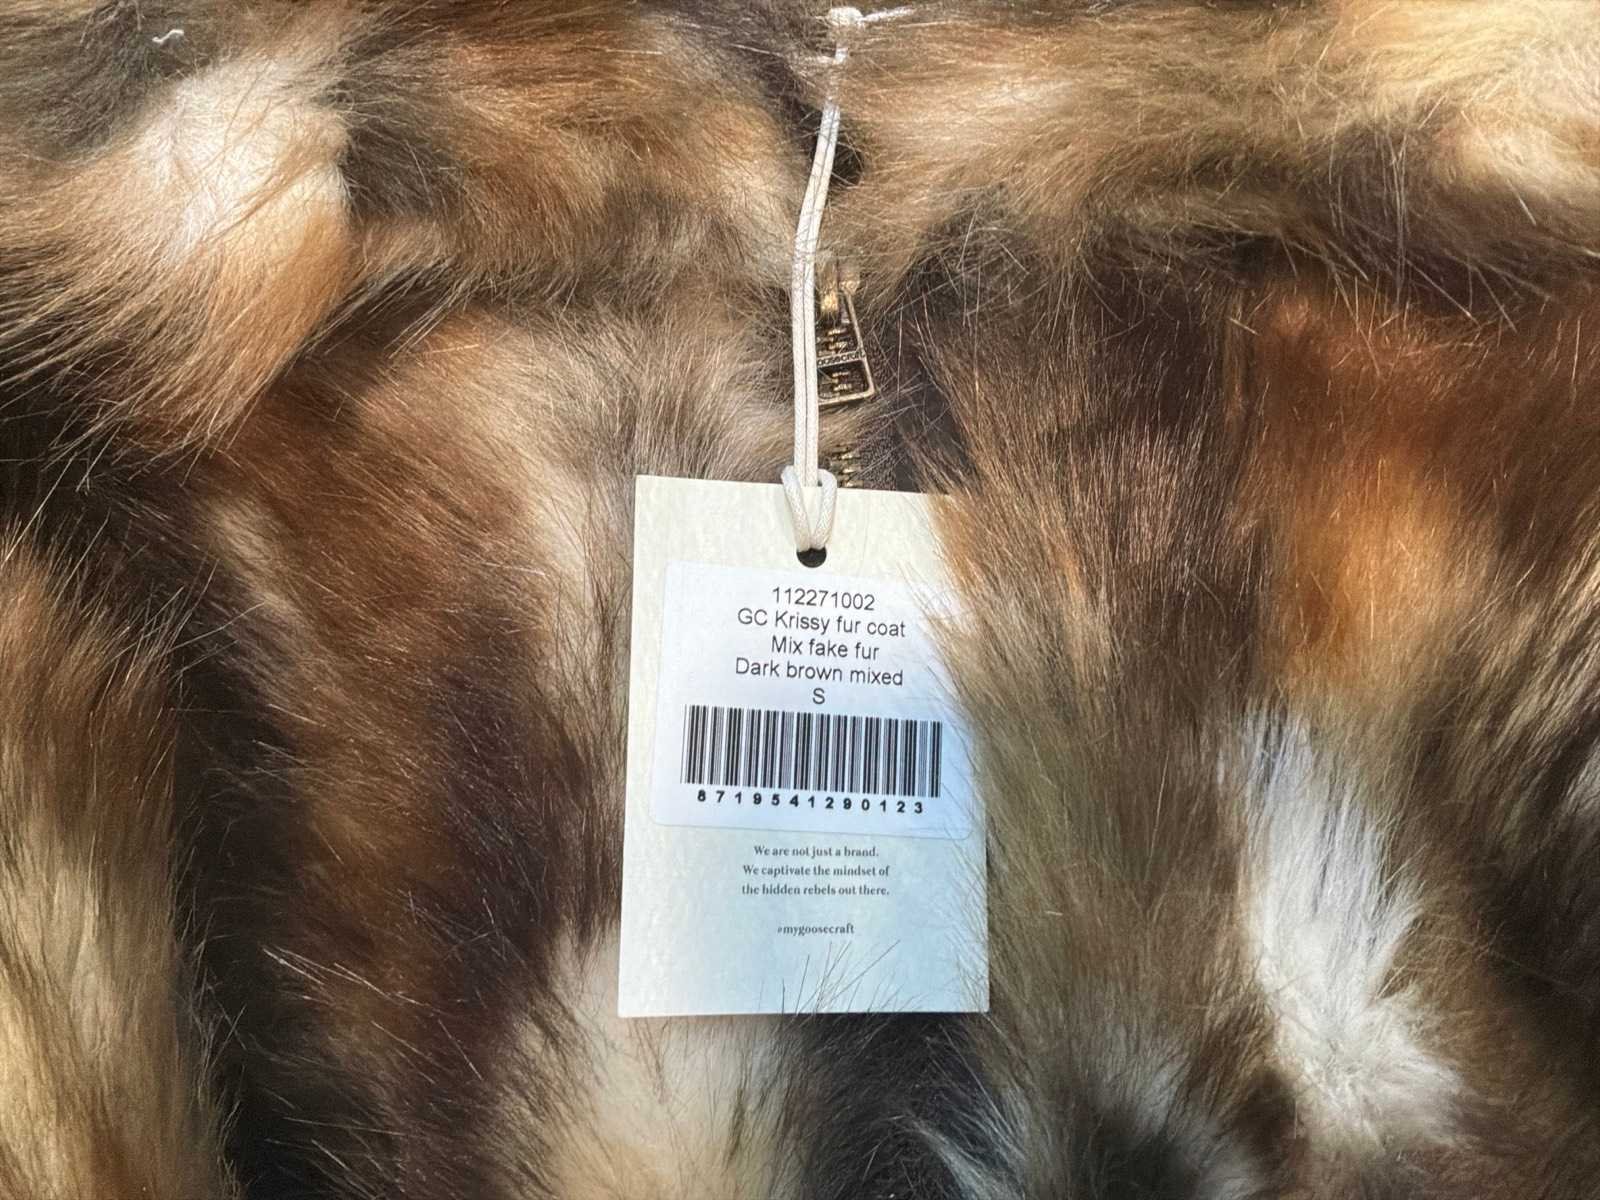 goosecraft
112271002
GC Krissy fur coat
Mix fake fur
Dark brown mixed
S
8719541290123
We are not just a brand.
We captivate the mindset of
the hidden rebels out there.
#mygoosecraft